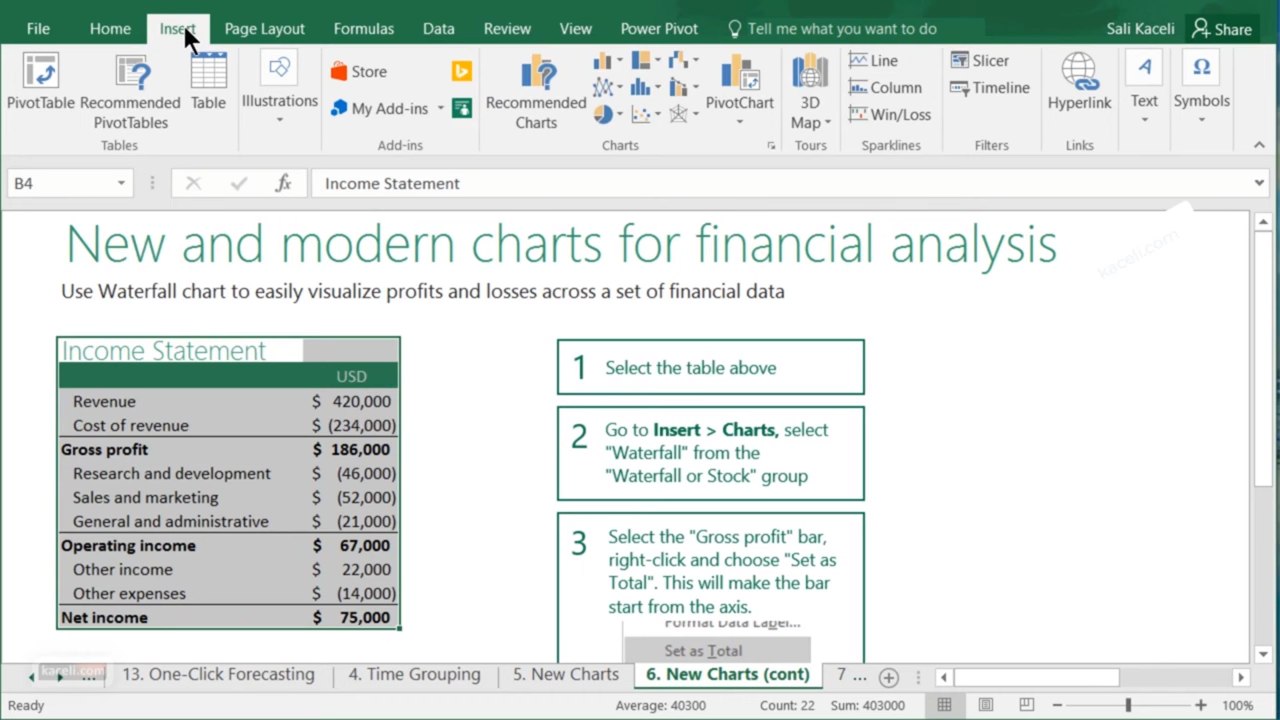 File Home Insert Page Layout Formulas Data Review View Power Pivot Tell me what you want to do Sali Kaceli Share
PivotTable
Recommended
PivotTables
Table
Tables
Illustrations
Store
My Add-ins
Add-ins
Recommended
Charts
PivotChart
Charts
3D
Map
Tours
Line
Column
Win/Loss
Sparklines
Slicer
Timeline
Filters
Hyperlink
Links
Text
Symbols
B4 fx Income Statement
New and modern charts for financial analysis
kaceli.com
Use Waterfall chart to easily visualize profits and losses across a set of financial data
Income Statement
USD
Revenue $ 420,000
Cost of revenue $ (234,000)
Gross profit $ 186,000
Research and development $ (46,000)
Sales and marketing $ (52,000)
General and administrative $ (21,000)
Operating income $ 67,000
Other income $ 22,000
Other expenses $ (14,000)
Net income $ 75,000
1 Select the table above
2 Go to Insert > Charts, select
"Waterfall" from the
"Waterfall or Stock" group
3 Select the "Gross profit" bar,
right-click and choose "Set as
Total". This will make the bar
start from the axis.
Format Data Label...
Set as Total
kaceli.com
... 13. One-Click Forecasting 4. Time Grouping 5. New Charts 6. New Charts (cont) 7 ...
Ready Average: 40300 Count: 22 Sum: 403000 100%